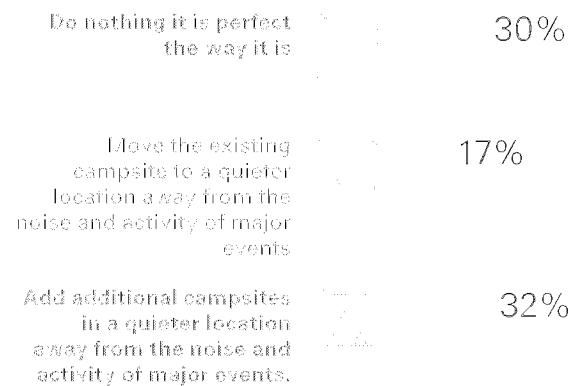 Do nothing it is perfect
the way it is
30%
Move the existing
campsite to a quieter
location away from the
noise and activity of major
events
17%
Add additional campsites
in a quieter location
away from the noise and
activity of major events.
32%